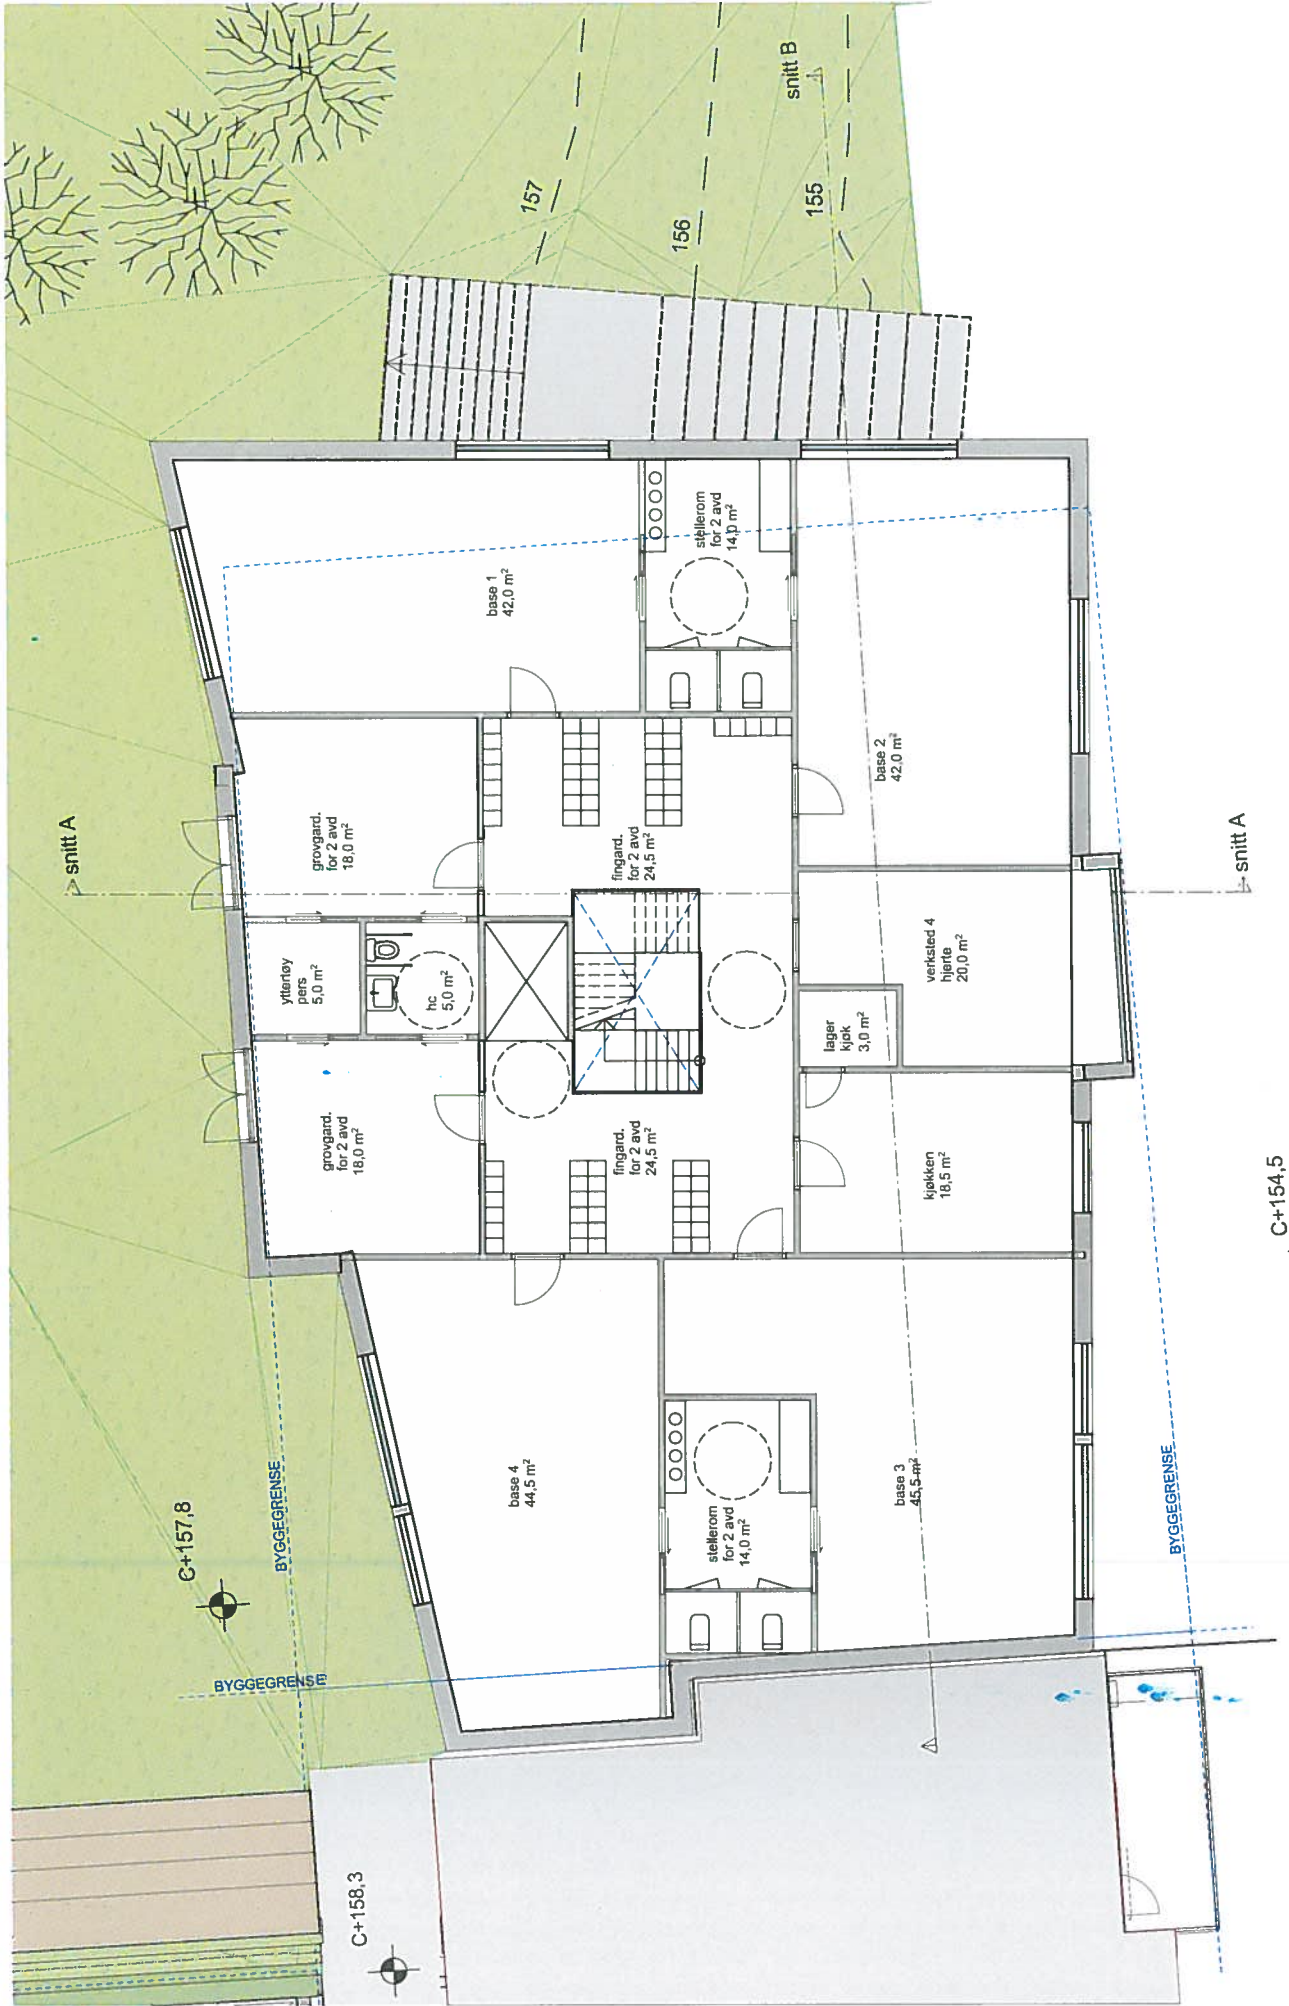 snitt B
157
156
155
snitt A
snitt A
base 1
42,0 m²
stellerom
for 2 avd
14,0 m²
base 2
42,0 m²
grovgard.
for 2 avd
18,0 m²
fingard.
for 2 avd
24,5 m²
yttertøy
pers
5,0 m²
hc
5,0 m²
verksted 4
hjerte
20,0 m²
lager
kjøk
3,0 m²
grovgard.
for 2 avd
18,0 m²
fingard.
for 2 avd
24,5 m²
kjøkken
18,5 m²
C+154,5
base 4
44,5 m²
stellerom
for 2 avd
14,0 m²
base 3
45,5 m²
C+157,8
BYGGEGRENSE
BYGGEGRENSE
BYGGEGRENSE
C+158,3